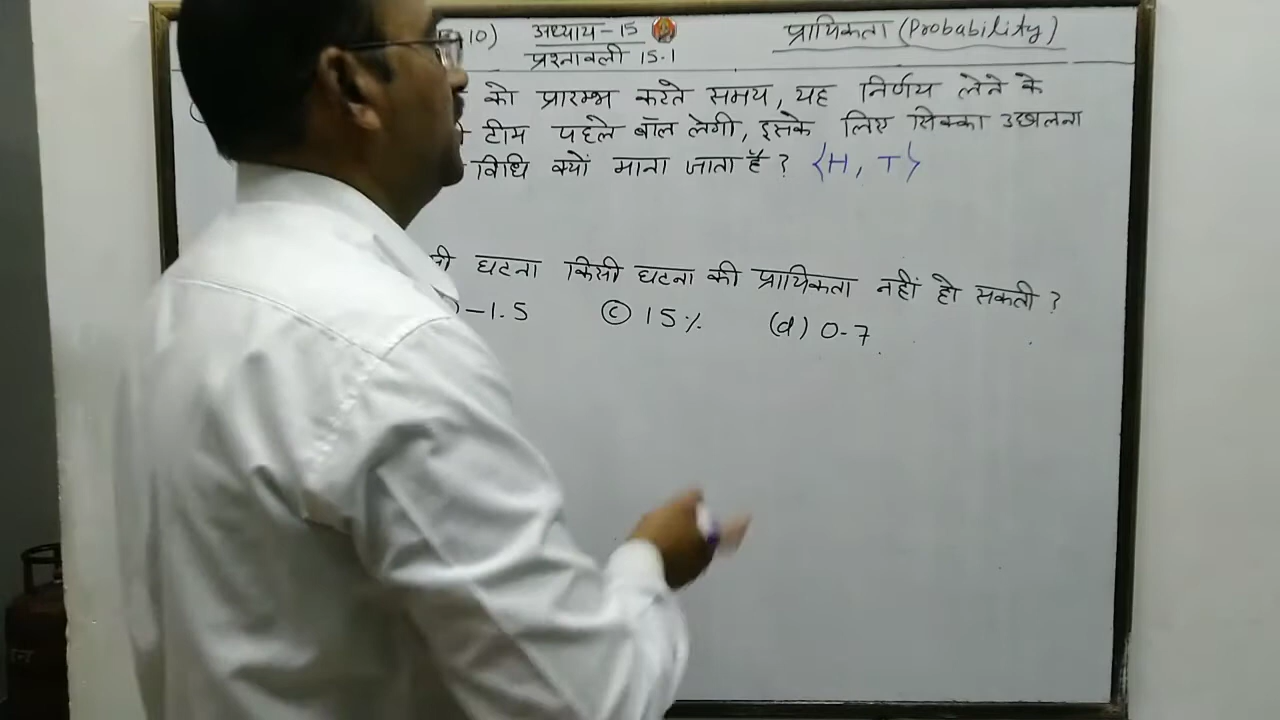 10) अध्याय-15 प्रायिकता (Probability)
प्रश्नावली 15.1
को प्रारम्भ करते समय, यह निर्णय लेने के
टीम पहले बॉल लेगी, इसके लिए सिक्का उछालना
विधि क्यों माना जाता है? {H, T}
घटना किसी घटना की प्रायिकता नहीं हो सकती?
-1.5 (c) 15% (d) 0.7